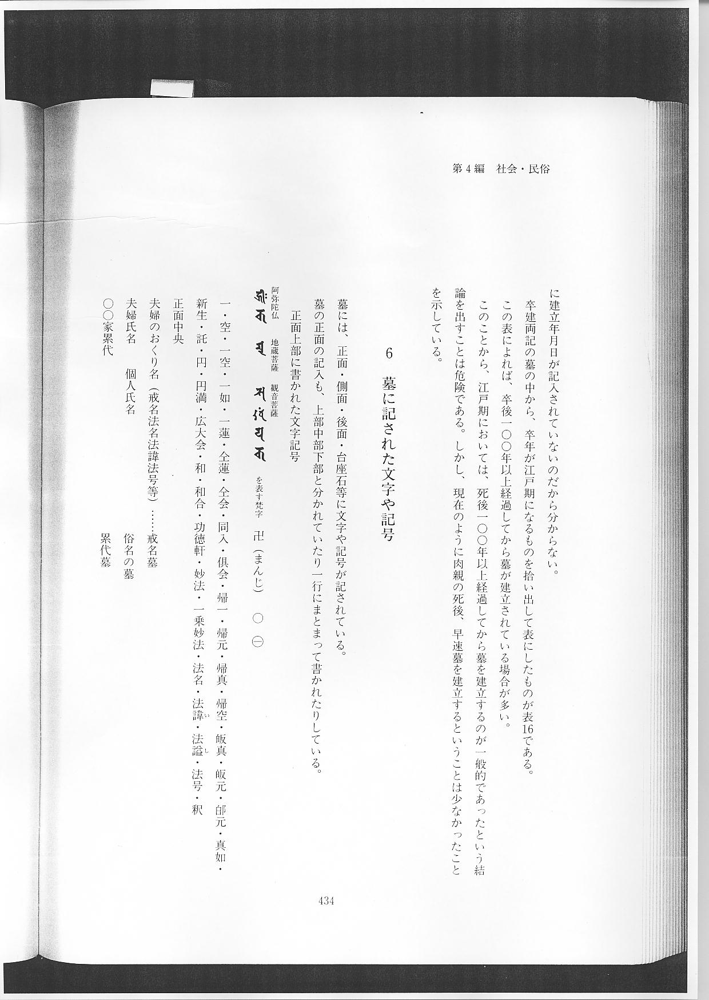 第4編　社会・民俗
に建立年月日が記入されていないのだから分からない。
卒建両記の墓の中から、卒年が江戸期になるものを拾い出して表にしたものが表16である。
この表によれば、卒後一〇〇年以上経過してから墓が建立されている場合が多い。
このことから、江戸期においては、死後一〇〇年以上経過してから墓を建立するのが一般的であったという結
論を出すことは危険である。しかし、現在のように肉親の死後、早速墓を建立するということは少なかったこと
を示している。
6　墓に記された文字や記号
墓には、正面・側面・後面・台座石等に文字や記号が記されている。
墓の正面の記入も、上部中部下部と分かれていたり一行にまとまって書かれたりしている。
正面上部に書かれた文字記号
阿弥陀仏　地蔵菩薩　観音菩薩
を表す梵字　卍（まんじ）　〇　㊀
一・空・一空・一如・一蓮・仝蓮・仝会・同入・倶会・帰一・帰元・帰真・帰空・皈真・皈元・真如・
新生・託・円・円満・広大会・和・和合・功徳軒・妙法・一乗妙法・法名・法諱・法謚・法号・釈
い　し
正面中央
夫婦のおくり名（戒名法名法諱法号等）……戒名墓
夫婦氏名　個人氏名　俗名の墓
〇〇家累代　累代墓
434